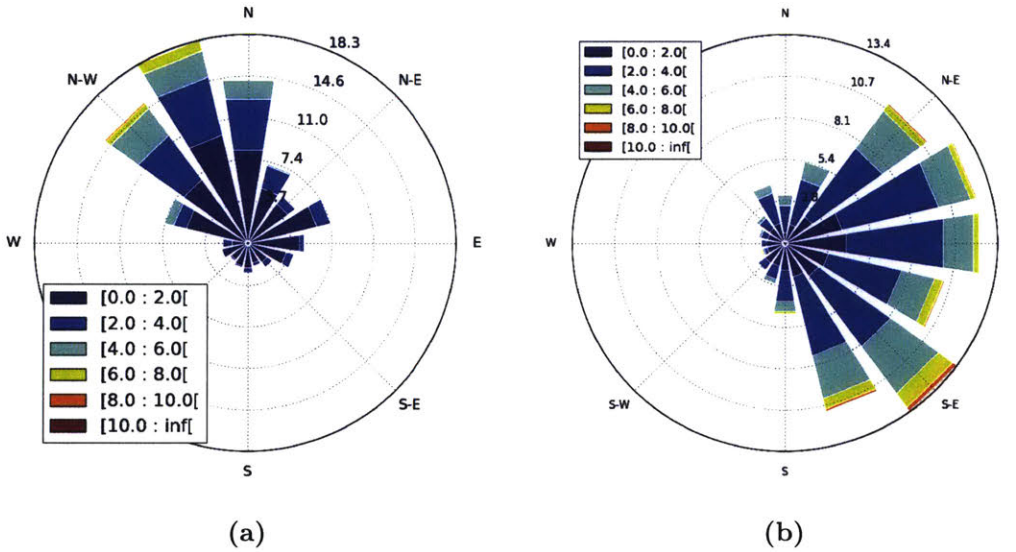 N
18.3
N-W
N-E
14.6
11.0
7.4
W
E
[0.0 : 2.0[
[2.0 : 4.0[
[4.0 : 6.0[
[6.0 : 8.0[
[8.0 : 10.0[
[10.0 : inf[
S-E
S
(a)
N
[0.0 : 2.0[
[2.0 : 4.0[
[4.0 : 6.0[
[6.0 : 8.0[
[8.0 : 10.0[
[10.0 : inf[
13.4
10.7
N-E
8.1
5.4
W
E
S-W
S-E
S
(b)